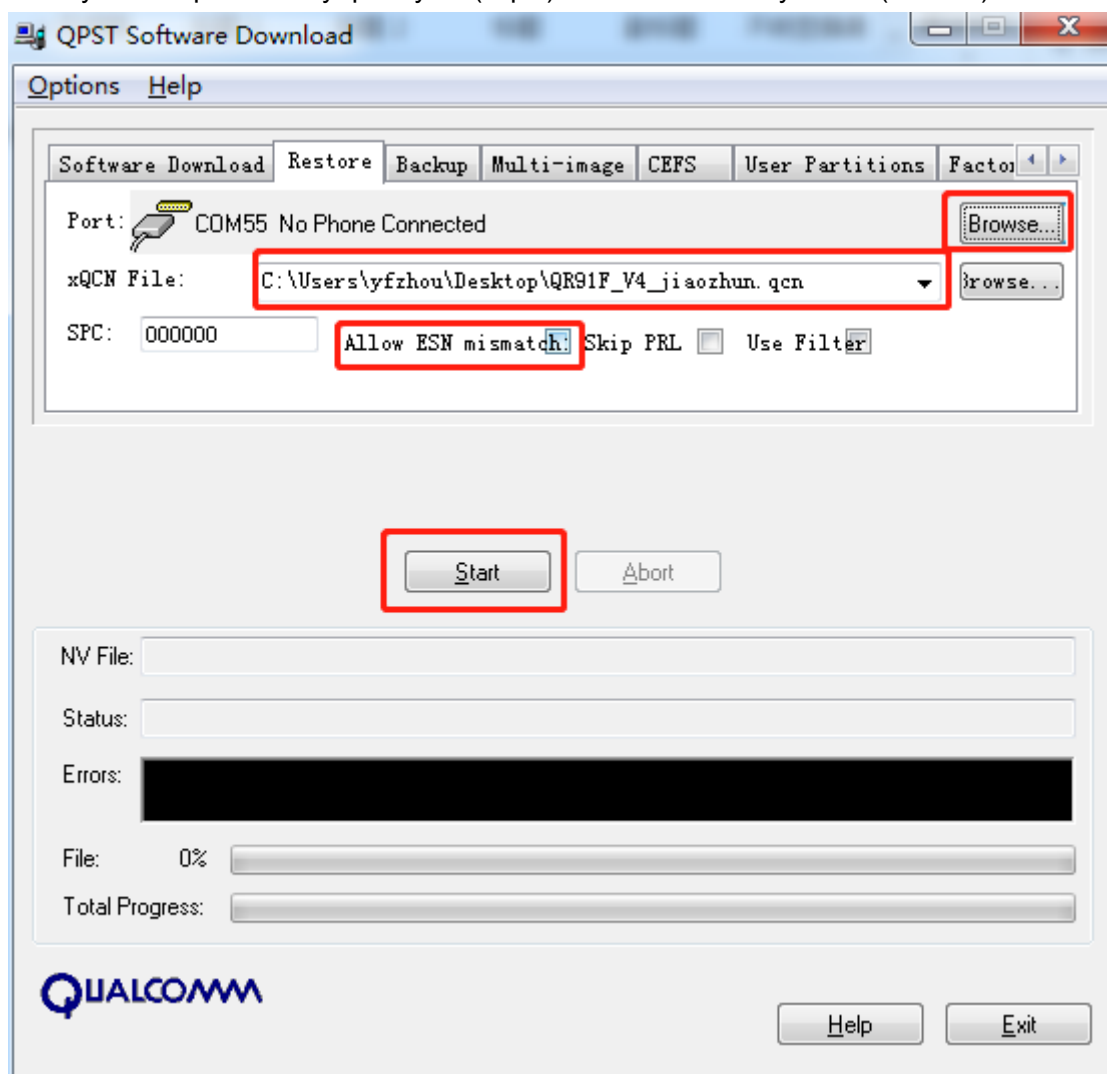 QPST Software Download
Options Help
Software Download Restore Backup Multi-image CEFS User Partitions Factor
Port: COM55 No Phone Connected Browse...
xQCN File: C:\Users\yfzhou\Desktop\QR91F_V4_jiaozhun.qcn Browse...
SPC: 000000 Allow ESN mismatch: Skip PRL Use Filter
Start Abort
NV File:
Status:
Errors:
File: 0%
Total Progress:
QUALCOMM
Help Exit